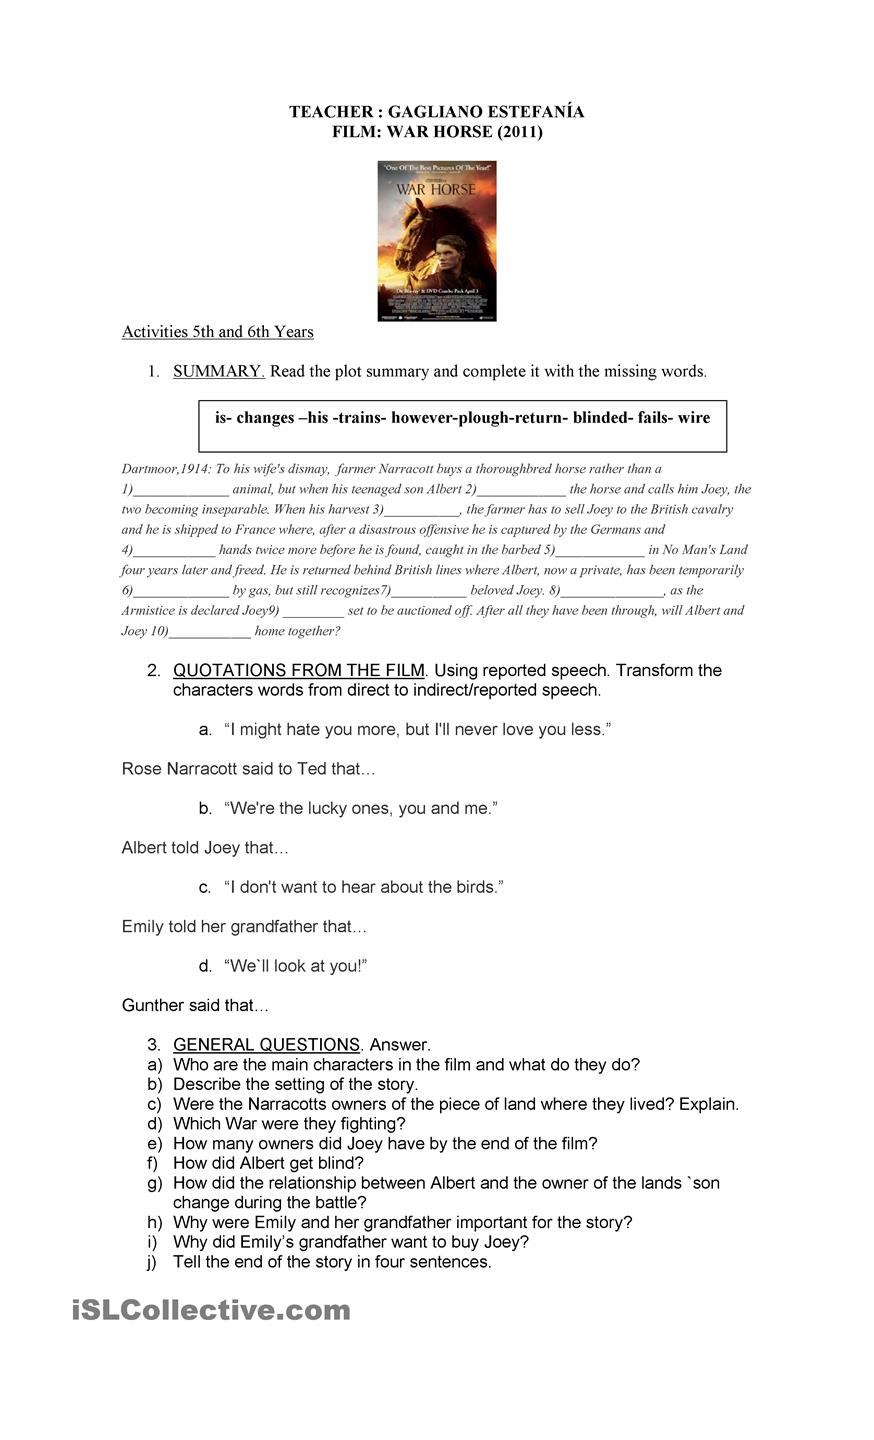 TEACHER : GAGLIANO ESTEFANÍA
FILM: WAR HORSE (2011)
"One Of The Best Pictures Of The Year!"
WAR HORSE
On Blu-ray & DVD Combo Pack April 3
Activities 5th and 6th Years
1. SUMMARY. Read the plot summary and complete it with the missing words.
is- changes –his -trains- however-plough-return- blinded- fails- wire
Dartmoor,1914: To his wife's dismay, farmer Narracott buys a thoroughbred horse rather than a
1)______________ animal, but when his teenaged son Albert 2)_____________ the horse and calls him Joey, the
two becoming inseparable. When his harvest 3)___________, the farmer has to sell Joey to the British cavalry
and he is shipped to France where, after a disastrous offensive he is captured by the Germans and
4)____________ hands twice more before he is found, caught in the barbed 5)_____________ in No Man's Land
four years later and freed. He is returned behind British lines where Albert, now a private, has been temporarily
6)______________ by gas, but still recognizes7)___________ beloved Joey. 8)_______________, as the
Armistice is declared Joey9) _________ set to be auctioned off. After all they have been through, will Albert and
Joey 10)____________ home together?
2. QUOTATIONS FROM THE FILM. Using reported speech. Transform the
characters words from direct to indirect/reported speech.
a. “I might hate you more, but I'll never love you less.”
Rose Narracott said to Ted that…
b. “We're the lucky ones, you and me.”
Albert told Joey that…
c. “I don't want to hear about the birds.”
Emily told her grandfather that…
d. “We`ll look at you!”
Gunther said that…
3. GENERAL QUESTIONS. Answer.
a) Who are the main characters in the film and what do they do?
b) Describe the setting of the story.
c) Were the Narracotts owners of the piece of land where they lived? Explain.
d) Which War were they fighting?
e) How many owners did Joey have by the end of the film?
f) How did Albert get blind?
g) How did the relationship between Albert and the owner of the lands `son
change during the battle?
h) Why were Emily and her grandfather important for the story?
i) Why did Emily’s grandfather want to buy Joey?
j) Tell the end of the story in four sentences.
iSLCollective.com